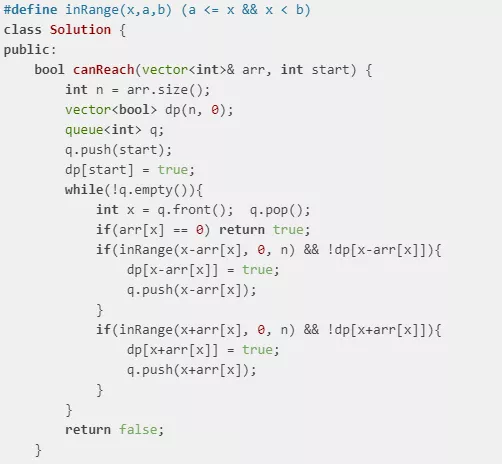 #define inRange(x,a,b) (a <= x && x < b)
class Solution {
public:
    bool canReach(vector<int>& arr, int start) {
        int n = arr.size();
        vector<bool> dp(n, 0);
        queue<int> q;
        q.push(start);
        dp[start] = true;
        while(!q.empty()){
            int x = q.front();  q.pop();
            if(arr[x] == 0) return true;
            if(inRange(x-arr[x], 0, n) && !dp[x-arr[x]]){
                dp[x-arr[x]] = true;
                q.push(x-arr[x]);
            }
            if(inRange(x+arr[x], 0, n) && !dp[x+arr[x]]){
                dp[x+arr[x]] = true;
                q.push(x+arr[x]);
            }
        }
        return false;
    }